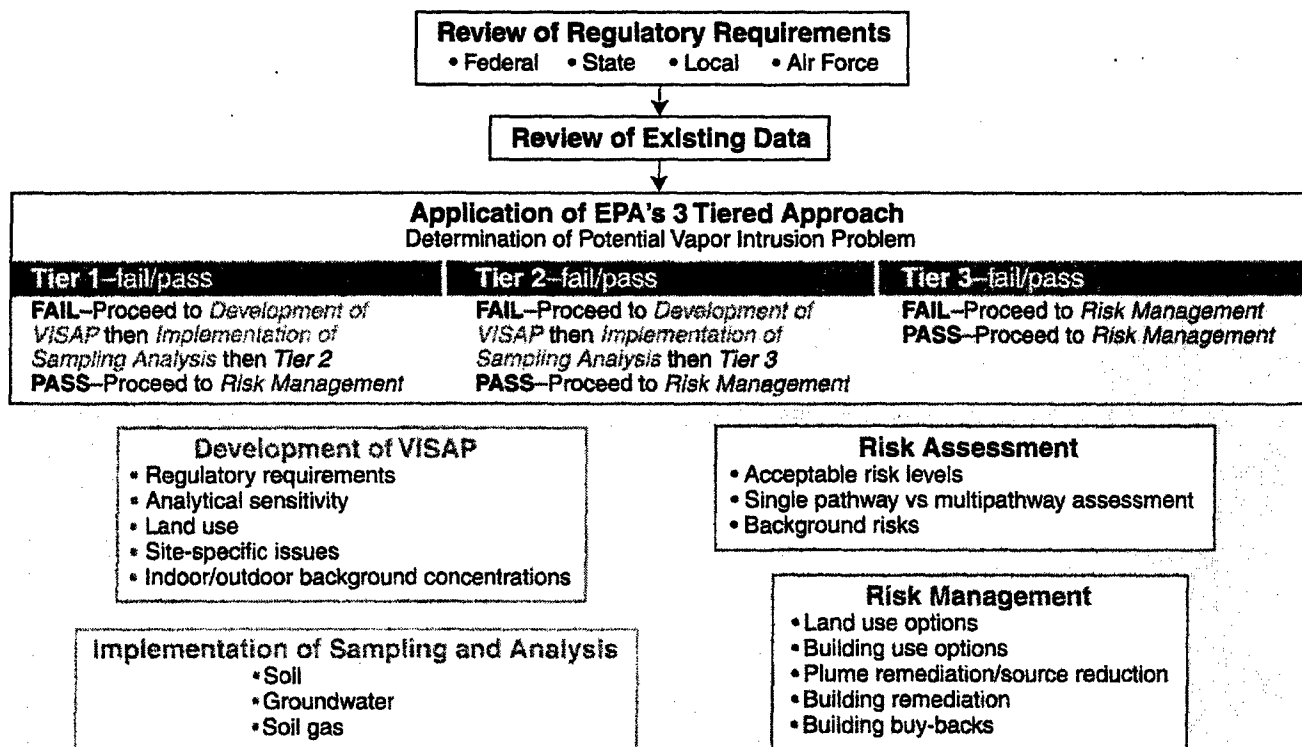 Review of Regulatory Requirements
• Federal • State • Local • Air Force
Review of Existing Data
Application of EPA's 3 Tiered Approach
Determination of Potential Vapor Intrusion Problem
Tier 1–fail/pass
FAIL–Proceed to Development of
VISAP then Implementation of
Sampling Analysis then Tier 2
PASS–Proceed to Risk Management
Tier 2–fail/pass
FAIL–Proceed to Development of
VISAP then Implementation of
Sampling Analysis then Tier 3
PASS–Proceed to Risk Management
Tier 3–fail/pass
FAIL–Proceed to Risk Management
PASS–Proceed to Risk Management
Development of VISAP
• Regulatory requirements
• Analytical sensitivity
• Land use
• Site-specific issues
• Indoor/outdoor background concentrations
Implementation of Sampling and Analysis
• Soil
• Groundwater
• Soil gas
Risk Assessment
• Acceptable risk levels
• Single pathway vs multipathway assessment
• Background risks
Risk Management
• Land use options
• Building use options
• Plume remediation/source reduction
• Building remediation
• Building buy-backs